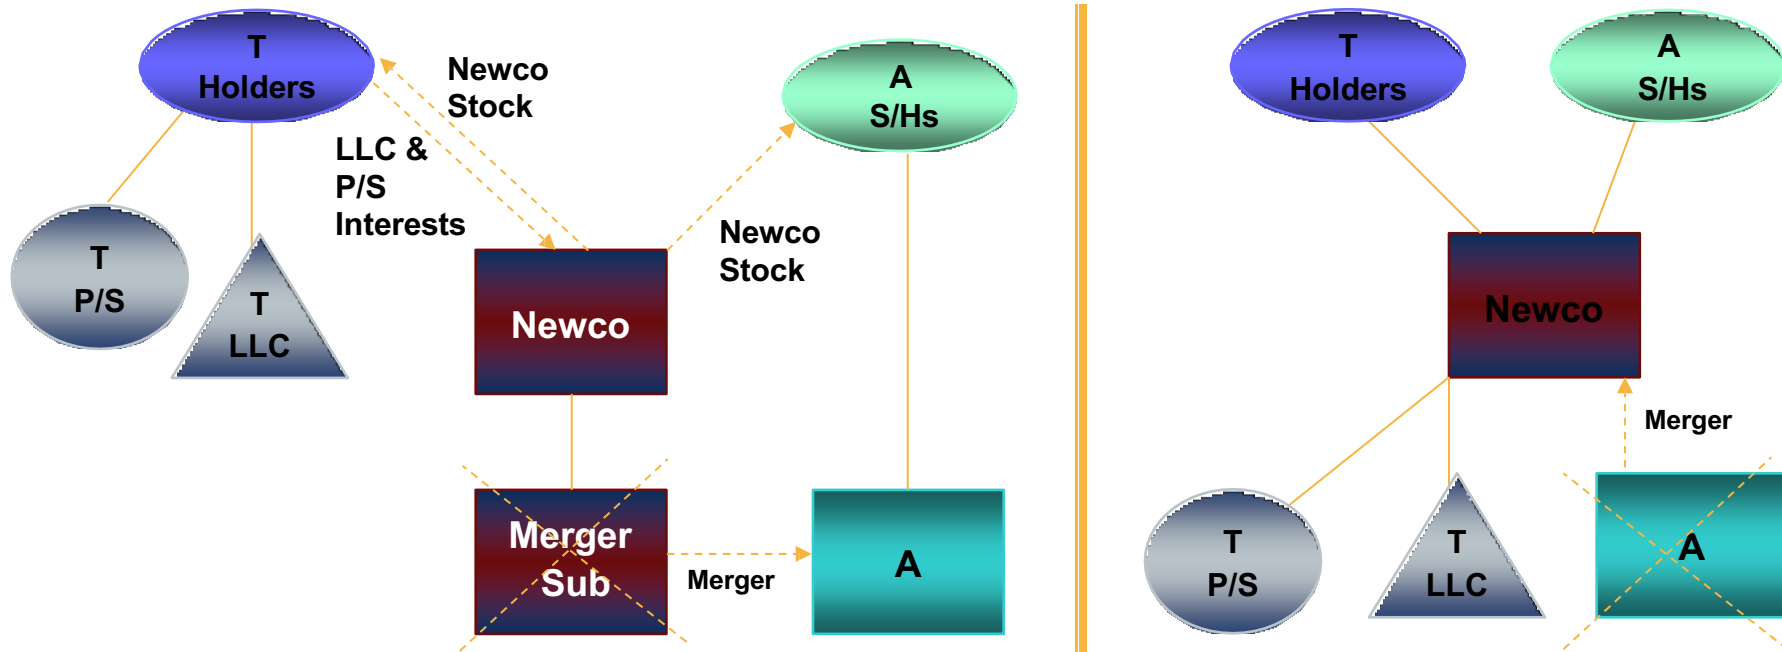 T
Holders
Newco
Stock
A
S/Hs
LLC &
P/S
Interests
T
P/S
T
LLC
Newco
Stock
Newco
Merger
Sub
Merger
A
T
Holders
A
S/Hs
Newco
Merger
T
P/S
T
LLC
A